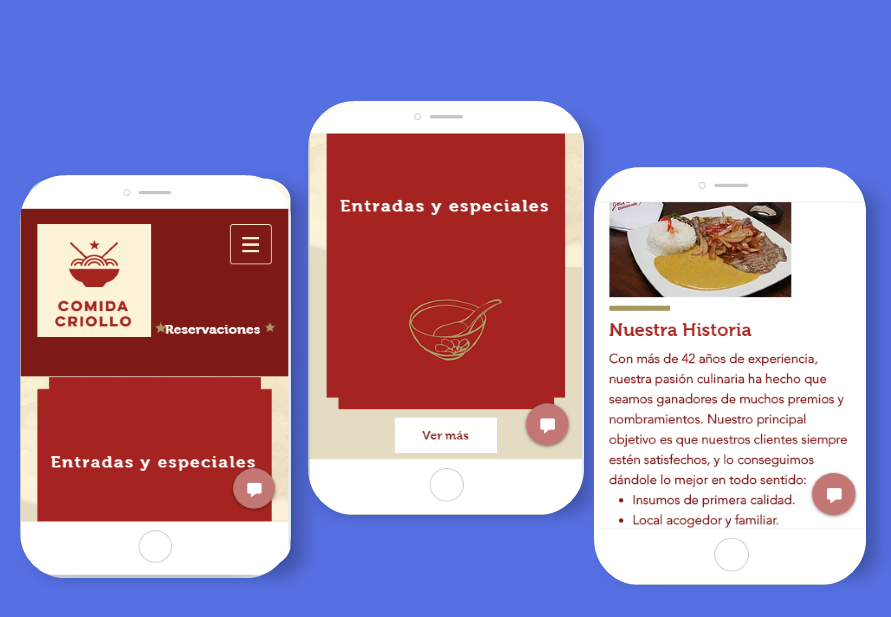 COMIDA
CRIOLLO
Reservaciones
Entradas y especiales
Entradas y especiales
Ver más
Nuestra Historia
Con más de 42 años de experiencia,
nuestra pasión culinaria ha hecho que
seamos ganadores de muchos premios y
nombramientos. Nuestro principal
objetivo es que nuestros clientes siempre
estén satisfechos, y lo conseguimos
dándole lo mejor en todo sentido:
• Insumos de primera calidad.
• Local acogedor y familiar.